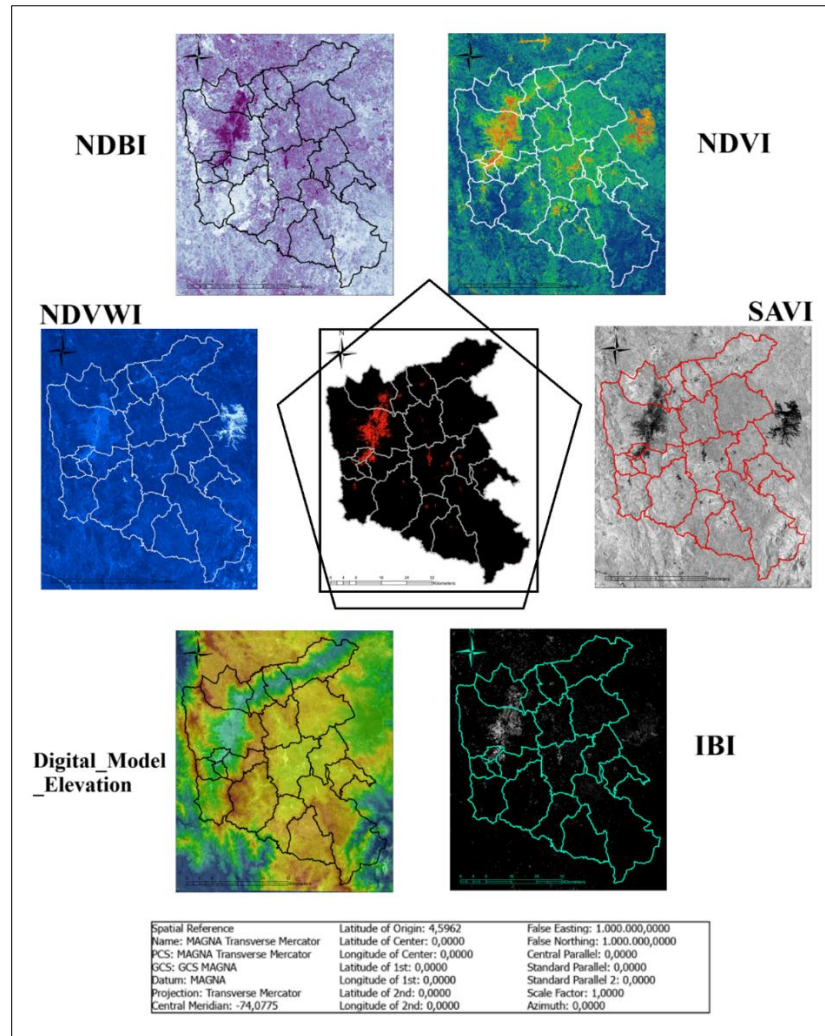 NDBI
NDVI
NDVWI
SAVI
N
Kilometers
Digital_Model
_Elevation
IBI
Spatial Reference
Name: MAGNA Transverse Mercator
PCS: MAGNA Transverse Mercator
GCS: GCS MAGNA
Datum: MAGNA
Projection: Transverse Mercator
Central Meridian: -74,0775
Latitude of Origin: 4,5962
Latitude of Center: 0,0000
Longitude of Center: 0,0000
Latitude of 1st: 0,0000
Longitude of 1st: 0,0000
Latitude of 2nd: 0,0000
Longitude of 2nd: 0,0000
False Easting: 1.000.000,0000
False Northing: 1.000.000,0000
Central Parallel: 0,0000
Standard Parallel: 0,0000
Standard Parallel 2: 0,0000
Scale Factor: 1,0000
Azimuth: 0,0000